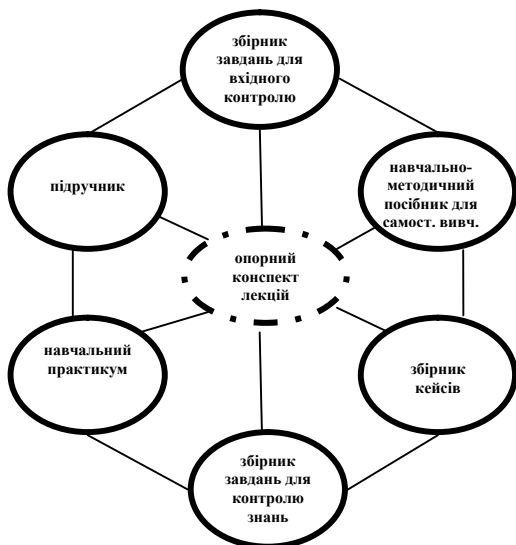 збірник
завдань для
вхідного
контролю
підручник
навчально-
методичний
посібник для
самост. вивч.
опорний
конспект
лекцій
навчальний
практикум
збірник
кейсів
збірник
завдань для
контролю
знань